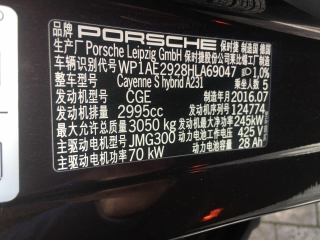 品牌 PORSCHE 保时捷 制造国 德国
生产厂 Porsche Leipzig GmbH 保时捷股份公司莱比锡工厂
车辆识别代号 WP1AE2928HLA69047 1.0%
整车型号 Cayenne S hybrid A231 乘坐人数 5
发动机型号 CGE 制造年月 2016.07
发动机排量 2995cc 发动机号 124774
最大允许总质量 3050 kg 发动机最大净功率 245kW
主驱动电机型号 JMG300 动力电池工作电压 425 V
主驱动电机功率 70 kW 动力电池容量 28 Ah